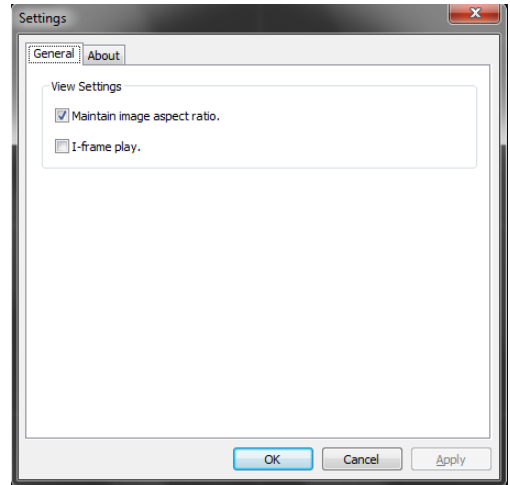 Settings
General About
View Settings
Maintain image aspect ratio.
I-frame play.
OK Cancel Apply